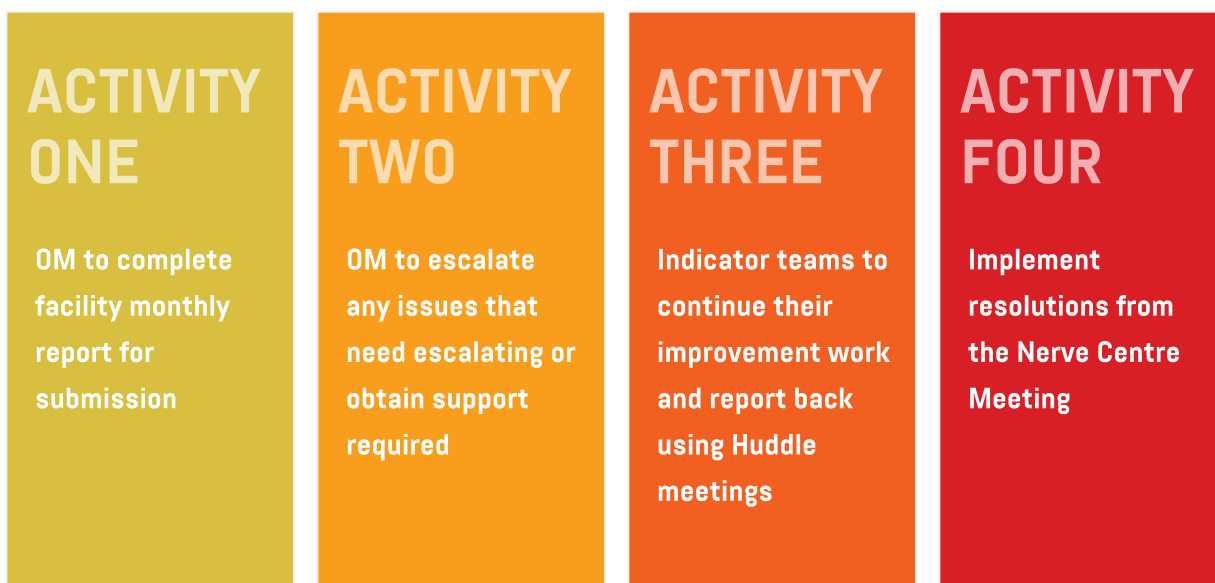 ACTIVITY
ONE
OM to complete
facility monthly
report for
submission
ACTIVITY
TWO
OM to escalate
any issues that
need escalating or
obtain support
required
ACTIVITY
THREE
Indicator teams to
continue their
improvement work
and report back
using Huddle
meetings
ACTIVITY
FOUR
Implement
resolutions from
the Nerve Centre
Meeting